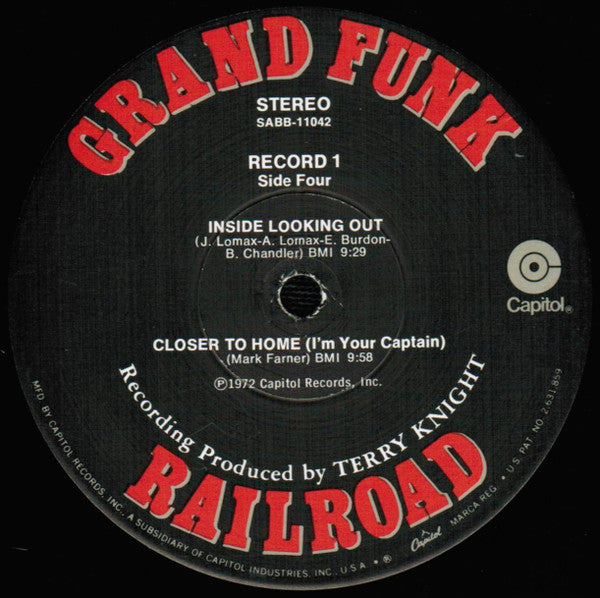 GRAND FUNK
STEREO
SABB-11042
RECORD 1
Side Four
INSIDE LOOKING OUT
(J. Lomax-A. Lomax-E. Burdon-
B. Chandler) BMI 9:29
Capitol®
CLOSER TO HOME (I'm Your Captain)
(Mark Farner) BMI 9:58
℗1972 Capitol Records, Inc.
Recording Produced by TERRY KNIGHT
RAILROAD
MFD. BY CAPITOL RECORDS, INC., A SUBSIDIARY OF CAPITOL INDUSTRIES, INC., U.S.A. • ® Capitol MARCA REG. • U.S. PAT. NO. 2,631,859